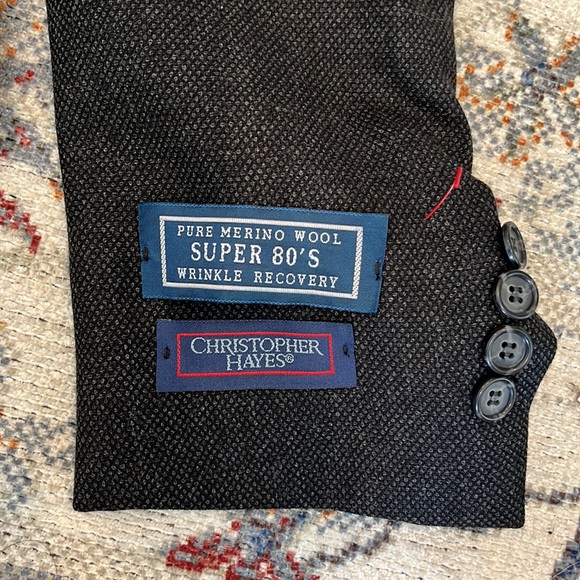 PURE MERINO WOOL
SUPER 80'S
WRINKLE RECOVERY
CHRISTOPHER
HAYES®